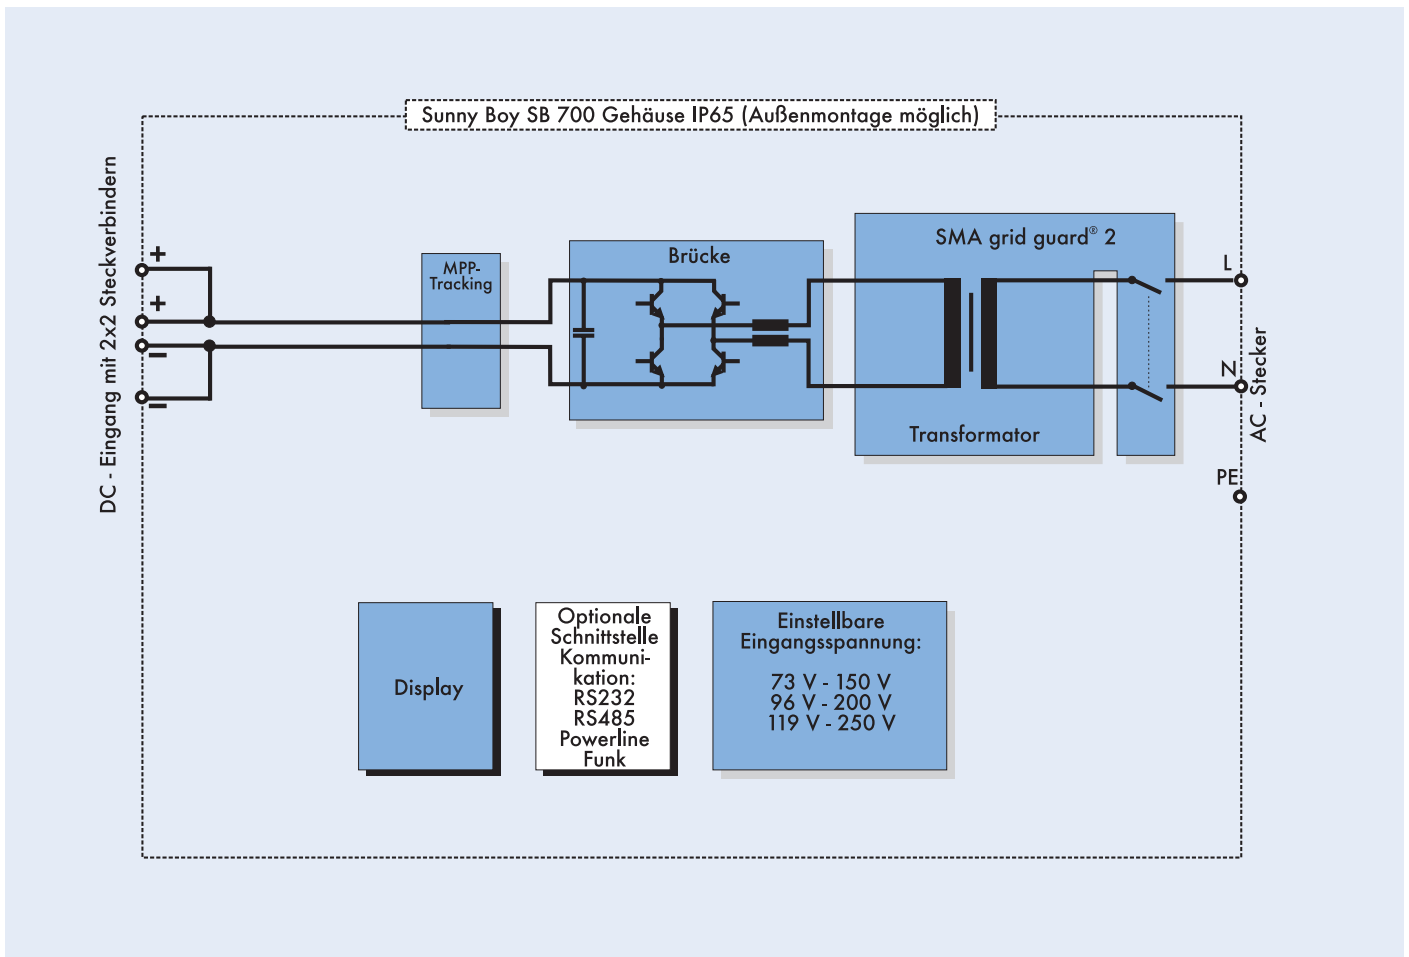 Sunny Boy SB 700 Gehäuse IP65 (Außenmontage möglich)
DC - Eingang mit 2x2 Steckverbindern
+
+
–
–
MPP-
Tracking
Brücke
SMA grid guard® 2
Transformator
L
N
AC - Stecker
PE
Display
Optionale
Schnittstelle
Kommuni-
kation:
RS232
RS485
Powerline
Funk
Einstellbare
Eingangsspannung:
73 V - 150 V
96 V - 200 V
119 V - 250 V